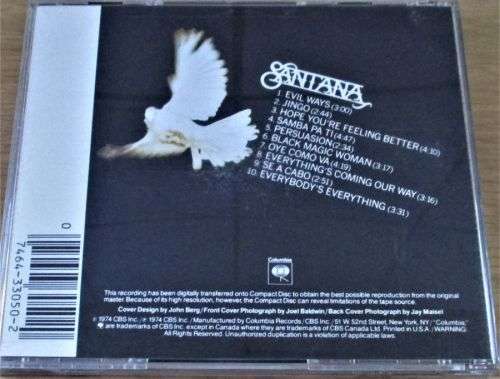 SANTANA
1. EVIL WAYS (3:00)
2. JINGO (2:44)
3. HOPE YOU'RE FEELING BETTER (4:10)
4. SAMBA PA TI (4:47)
5. PERSUASION (2:34)
6. BLACK MAGIC WOMAN (3:17)
7. OYE COMO VA (4:19)
8. EVERYTHING'S COMING OUR WAY (3:16)
9. SE A CABO (2:51)
10. EVERYBODY'S EVERYTHING (3:31)
0
7464-33050-2
Columbia
This recording has been digitally transferred onto Compact Disc to obtain the best possible reproduction from the original
master. Because of its high resolution, however, the Compact Disc can reveal limitations of the tape source.
Cover Design by John Berg/Front Cover Photograph by Joel Baldwin/Back Cover Photograph by Jay Maisel
© 1974 CBS Inc./℗ 1974 CBS Inc./Manufactured by Columbia Records/CBS Inc./51 W. 52nd Street, New York, NY/"Columbia,"
are trademarks of CBS Inc. except in Canada where they are trademarks of CBS Canada Ltd. Printed in U.S.A./WARNING:
All Rights Reserved. Unauthorized duplication is a violation of applicable laws.